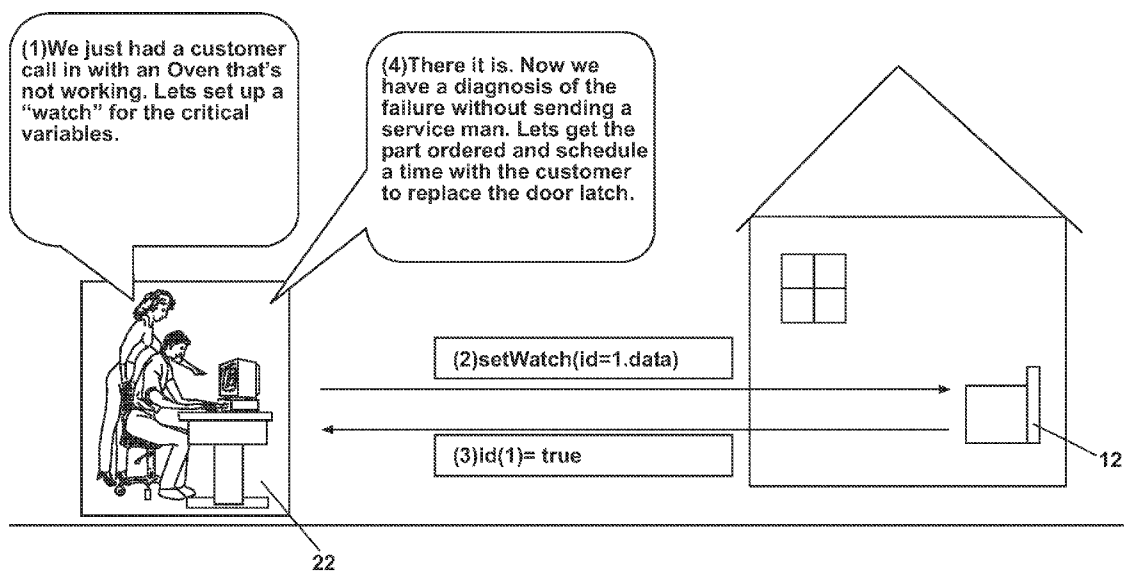 (1)We just had a customer
call in with an Oven that's
not working. Lets set up a
“watch” for the critical
variables.
(4)There it is. Now we
have a diagnosis of the
failure without sending a
service man. Lets get the
part ordered and schedule
a time with the customer
to replace the door latch.
(2)setWatch(id=1.data)
(3)id(1)= true
12
22